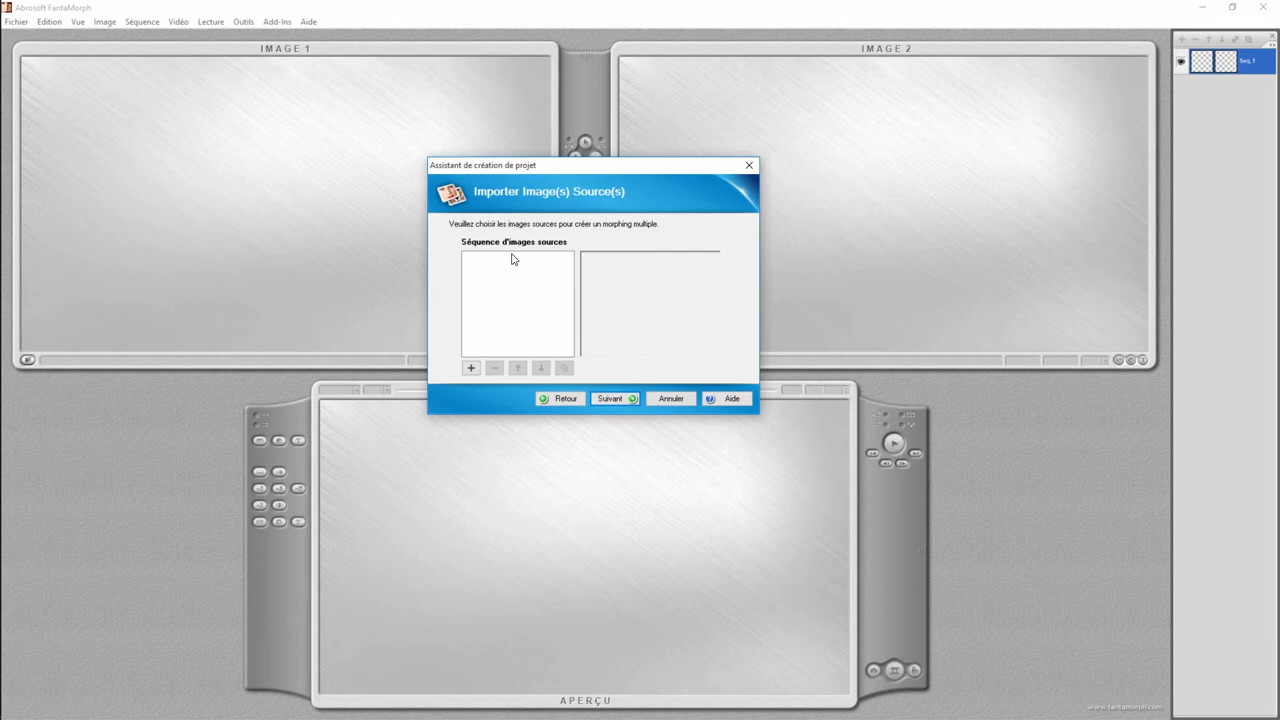 Abrosoft FantaMorph
Fichier Edition Vue Image Séquence Vidéo Lecture Outils Add-Ins Aide
IMAGE 1
IMAGE 2
Seq.1
Assistant de création de projet
Importer Image(s) Source(s)
Veuillez choisir les images sources pour créer un morphing multiple.
Séquence d'images sources
Retour Suivant Annuler Aide
APERÇU
www.fantamorph.com